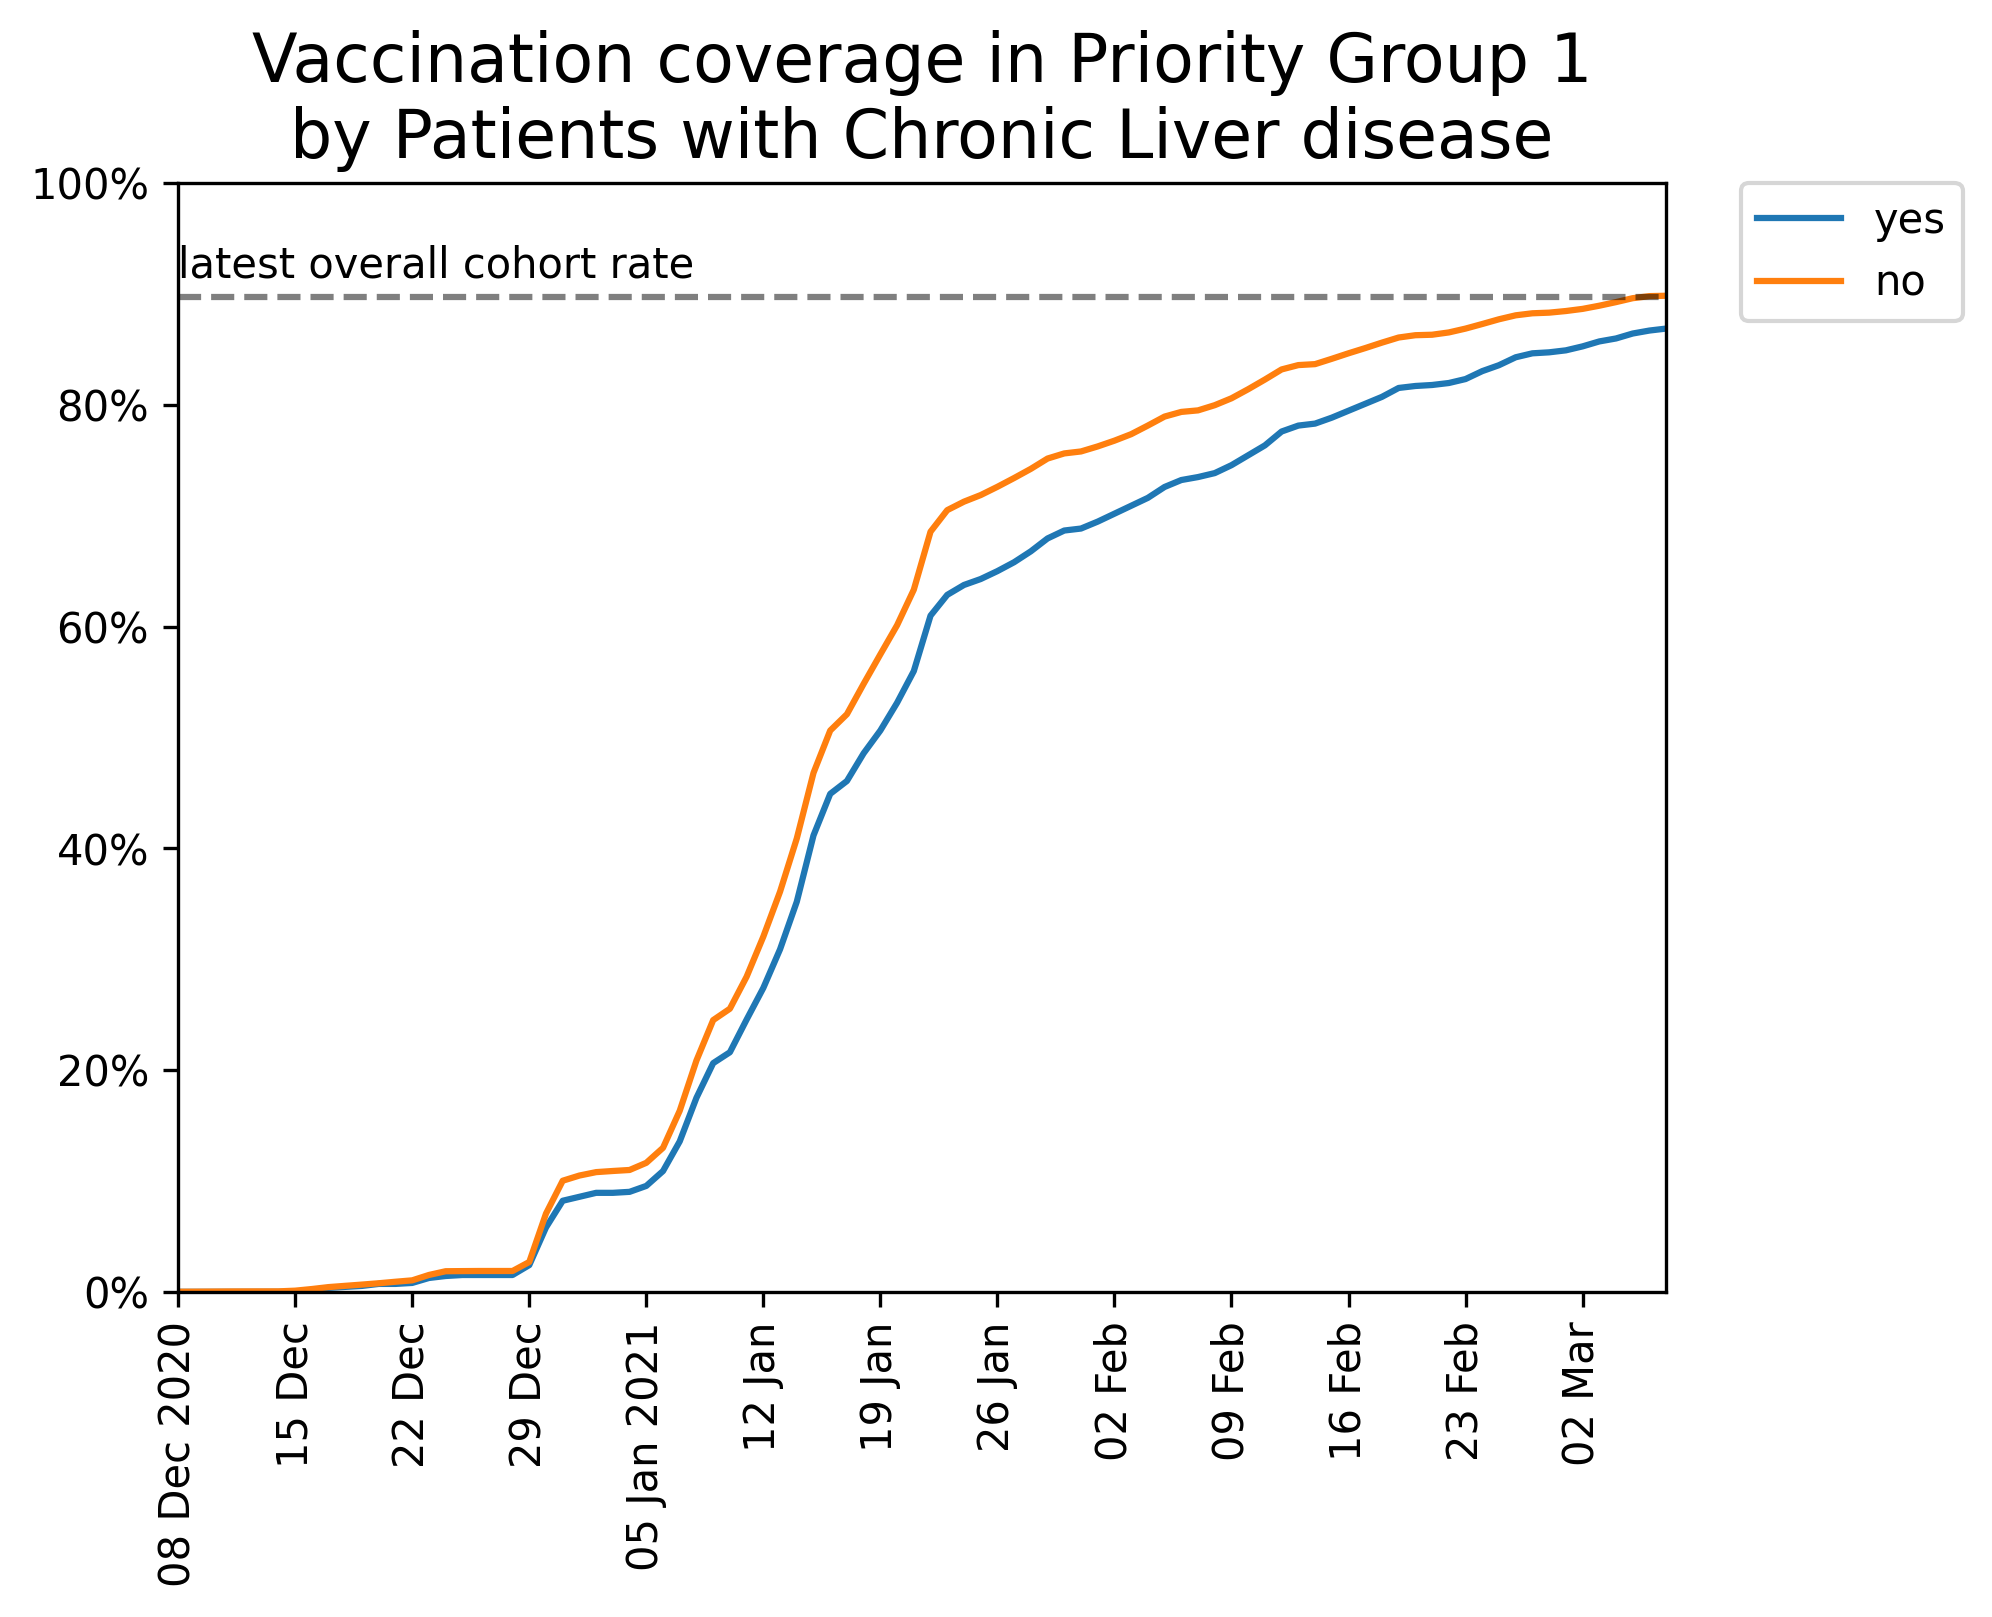 Vaccination coverage in Priority Group 1
by Patients with Chronic Liver disease
100%
80%
60%
40%
20%
0%
latest overall cohort rate
yes
no
08 Dec 2020
15 Dec
22 Dec
29 Dec
05 Jan 2021
12 Jan
19 Jan
26 Jan
02 Feb
09 Feb
16 Feb
23 Feb
02 Mar